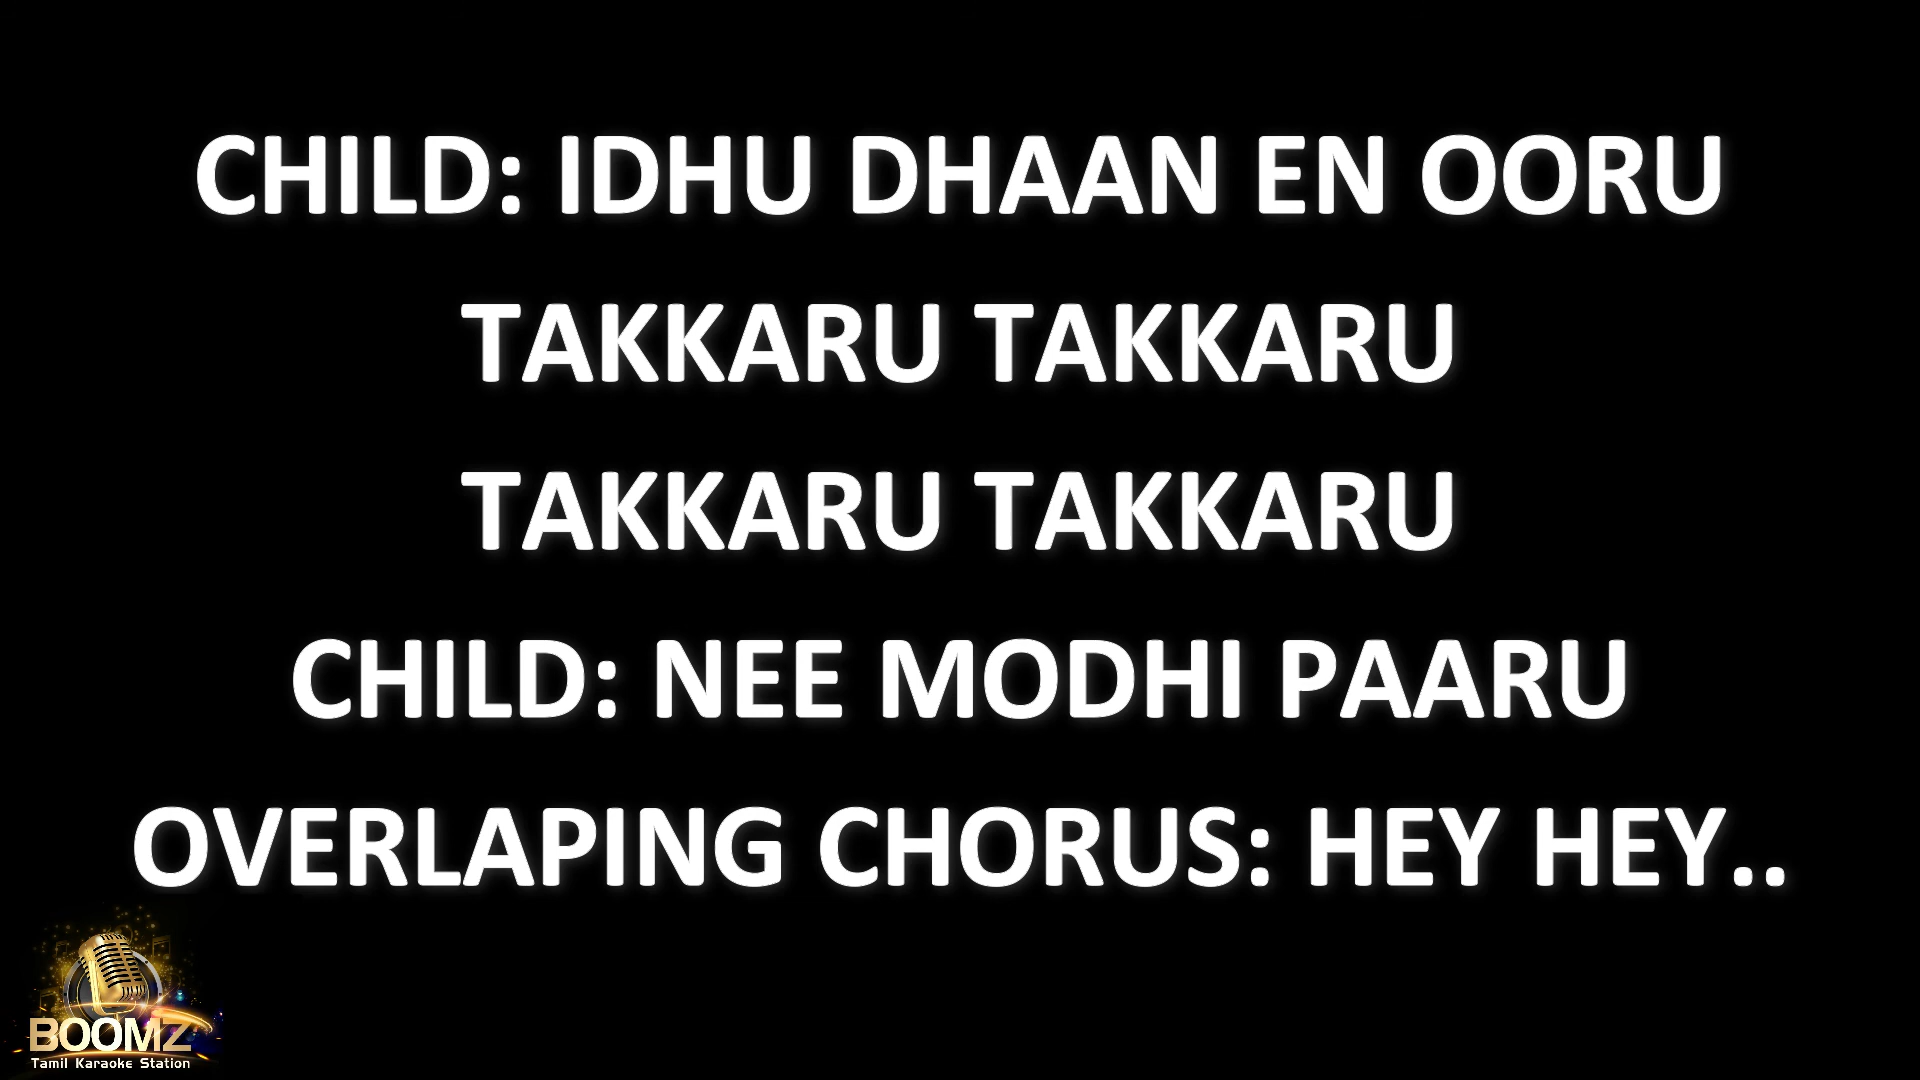 CHILD: IDHU DHAAN EN OORU
TAKKARU TAKKARU
TAKKARU TAKKARU
CHILD: NEE MODHI PAARU
OVERLAPING CHORUS: HEY HEY..
BOOMZ
Tamil Karaoke Station